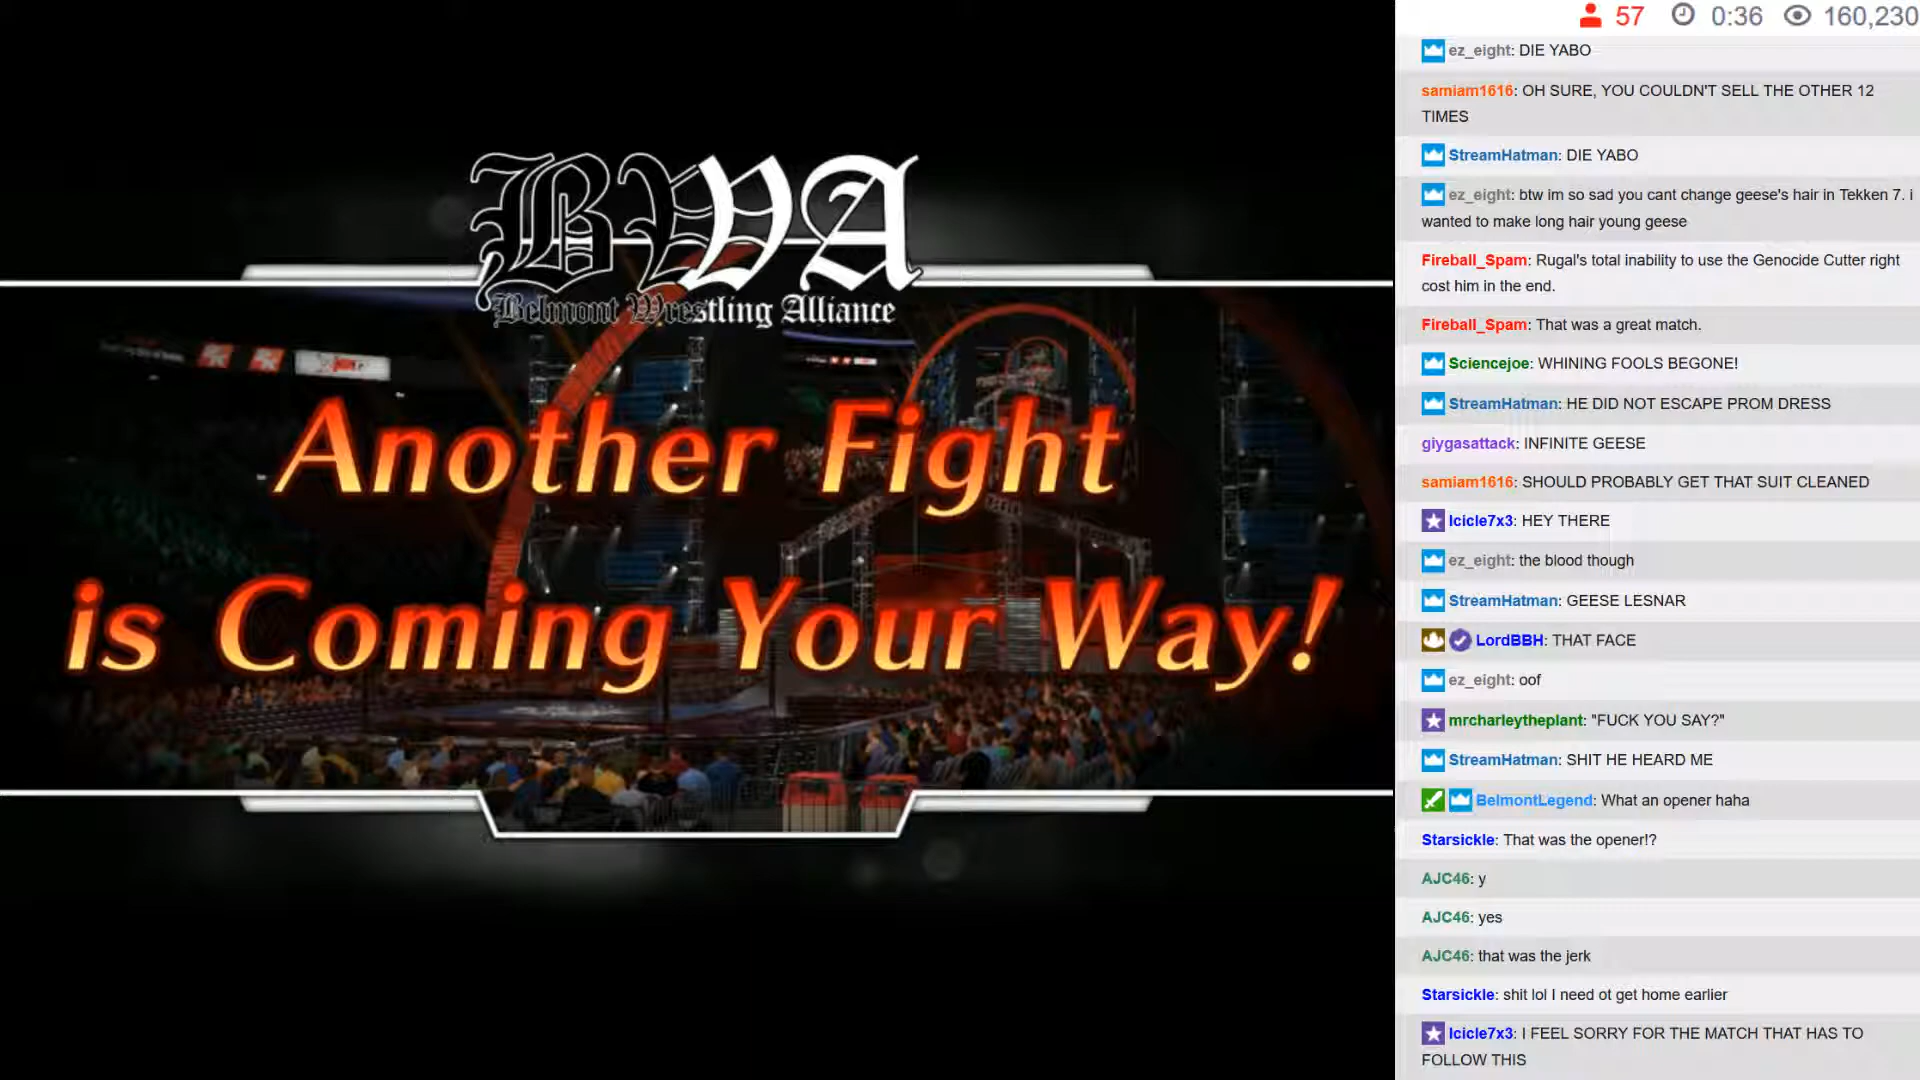 BWA
Belmont Wrestling Alliance
Another Fight
is Coming Your Way!
57 0:36 160,230
ez_eight: DIE YABO
samiam1616: OH SURE, YOU COULDN'T SELL THE OTHER 12
TIMES
StreamHatman: DIE YABO
ez_eight: btw im so sad you cant change geese's hair in Tekken 7. i
wanted to make long hair young geese
Fireball_Spam: Rugal's total inability to use the Genocide Cutter right
cost him in the end.
Fireball_Spam: That was a great match.
Sciencejoe: WHINING FOOLS BEGONE!
StreamHatman: HE DID NOT ESCAPE PROM DRESS
giygasattack: INFINITE GEESE
samiam1616: SHOULD PROBABLY GET THAT SUIT CLEANED
Icicle7x3: HEY THERE
ez_eight: the blood though
StreamHatman: GEESE LESNAR
LordBBH: THAT FACE
ez_eight: oof
mrcharleytheplant: "FUCK YOU SAY?"
StreamHatman: SHIT HE HEARD ME
BelmontLegend: What an opener haha
Starsickle: That was the opener!?
AJC46: y
AJC46: yes
AJC46: that was the jerk
Starsickle: shit lol I need ot get home earlier
Icicle7x3: I FEEL SORRY FOR THE MATCH THAT HAS TO
FOLLOW THIS